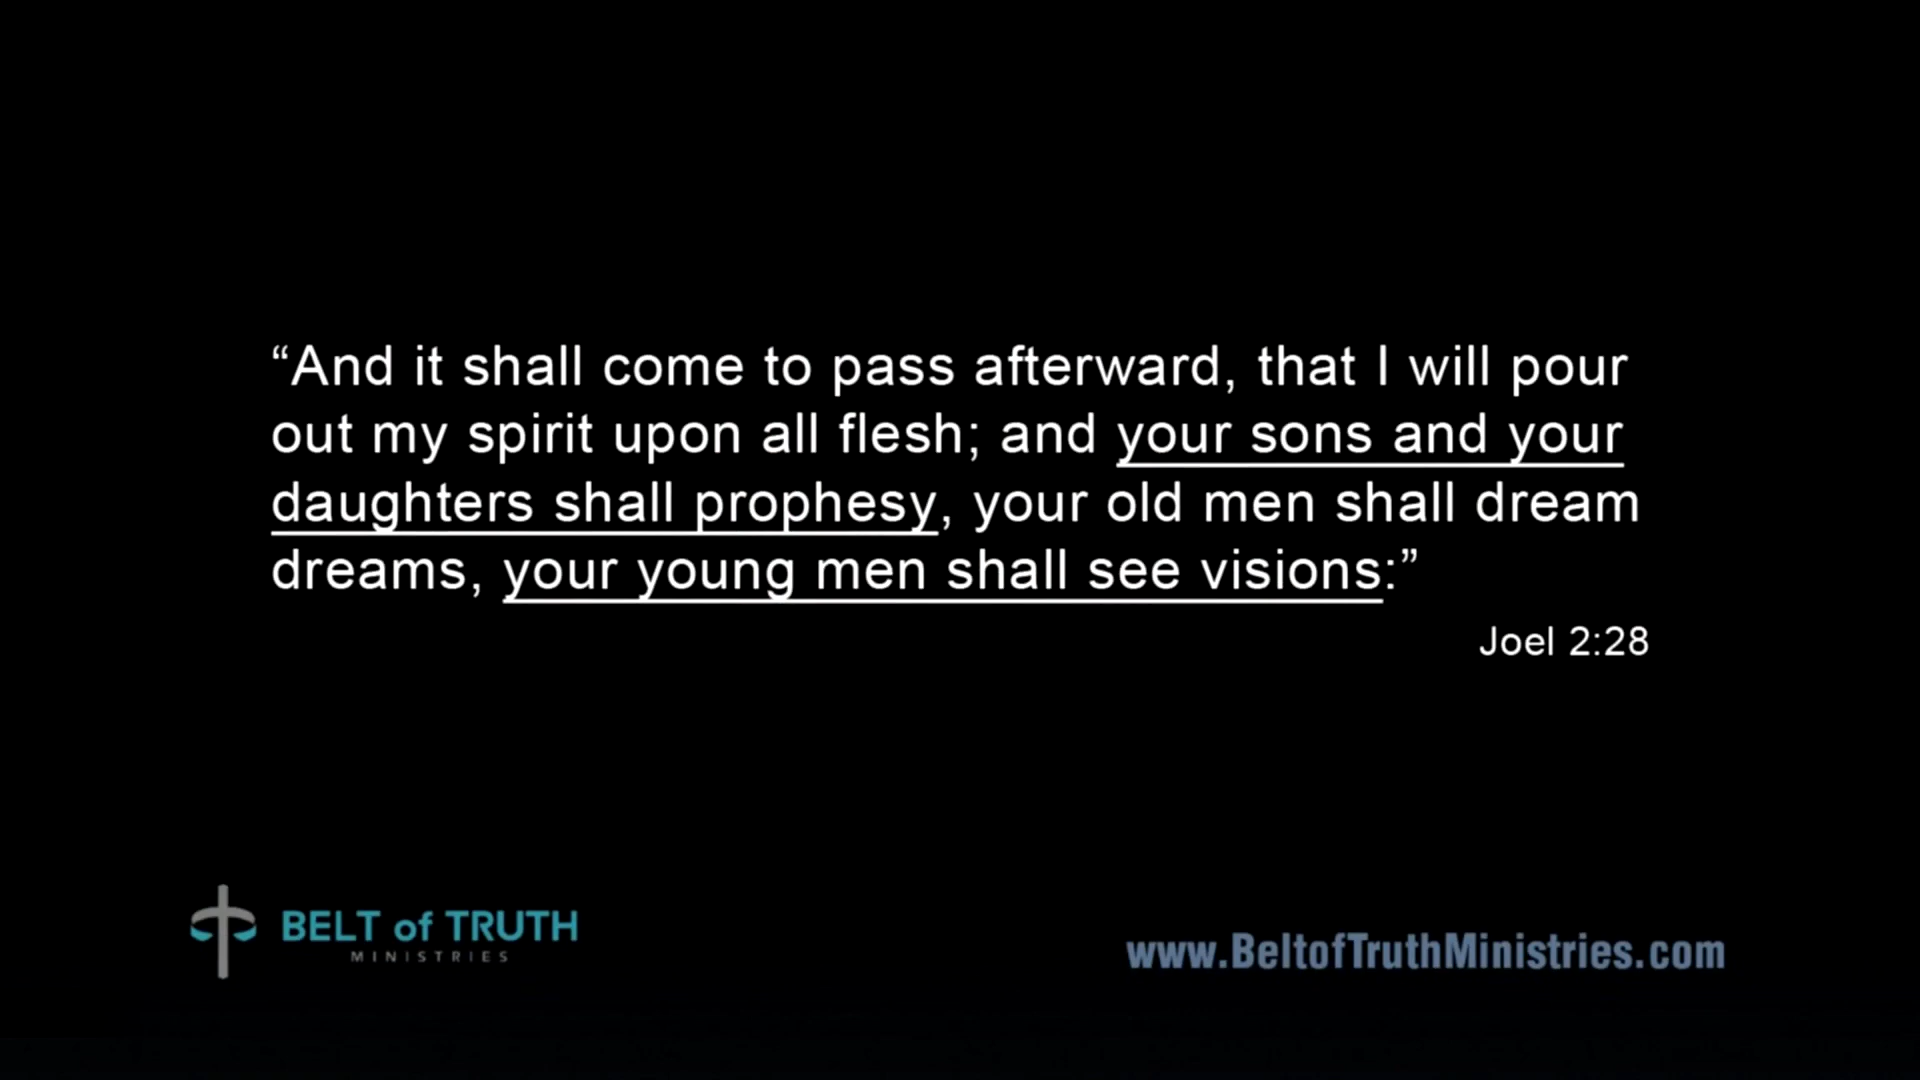 “And it shall come to pass afterward, that I will pour
out my spirit upon all flesh; and your sons and your
daughters shall prophesy, your old men shall dream
dreams, your young men shall see visions:”
Joel 2:28
BELT of TRUTH
MINISTRIES
www.BeltofTruthMinistries.com